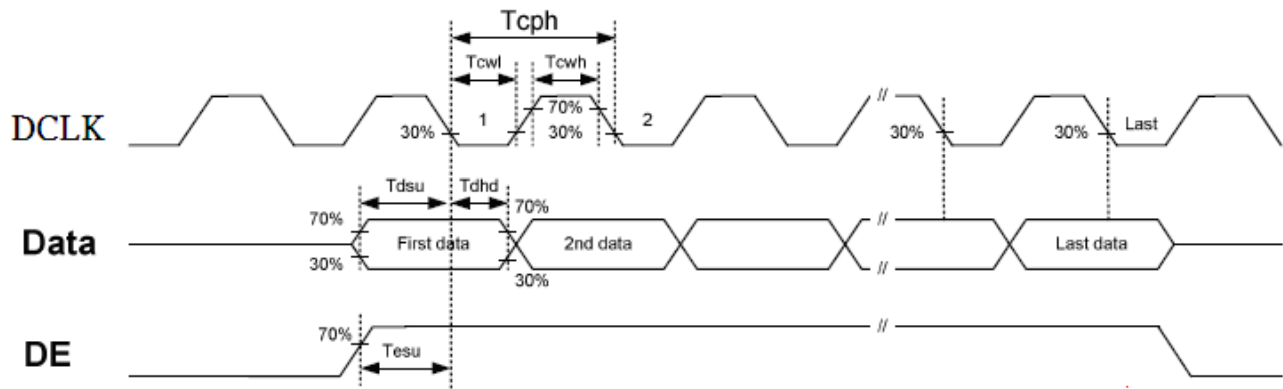 Tcph
Tcwl Tcwh
DCLK 30% 1 70% 30% 2 // 30% 30% Last
Tdsu Tdhd
70% 70%
Data First data 2nd data // Last data
30% 30%
//
70%
DE Tesu